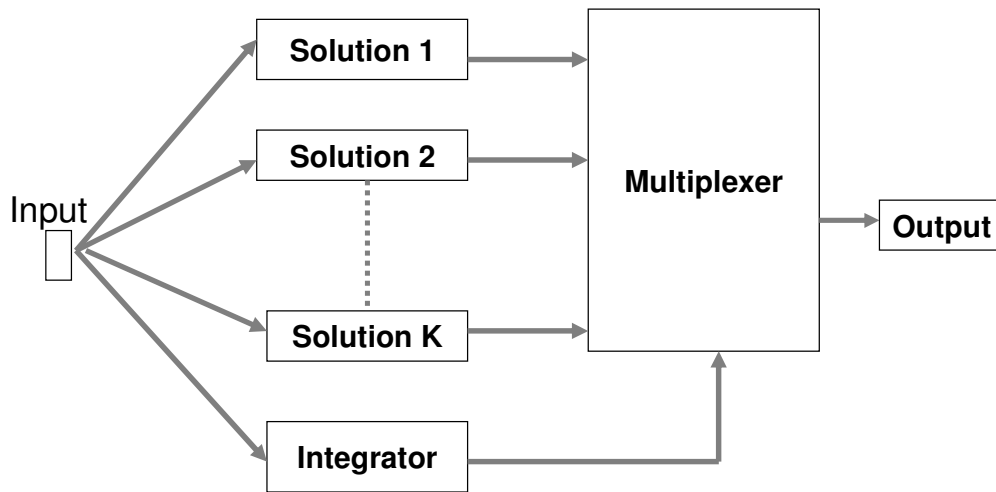 Solution 1
Solution 2
Multiplexer
Input
Output
Solution K
Integrator